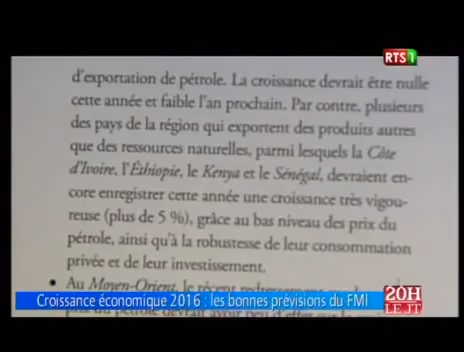 RTS1
d'exportation de pétrole. La croissance devrait être nulle
cette année et faible l'an prochain. Par contre, plusieurs
des pays de la région qui exportent des produits autres
que des ressources naturelles, parmi lesquels la Côte
d'Ivoire, l'Éthiopie, le Kenya et le Sénégal, devraient en-
core enregistrer cette année une croissance très vigou-
reuse (plus de 5 %), grâce au bas niveau des prix du
pétrole, ainsi qu'à la robustesse de leur consommation
privée et de leur investissement.
• Au Moyen-Orient, le récent
Croissance économique 2016 : les bonnes prévisions du FMI
20H
LE JT